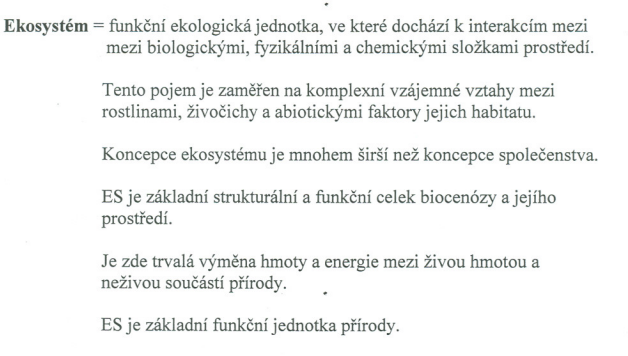 Ekosystém = funkční ekologická jednotka, ve které dochází k interakcím mezi
mezi biologickými, fyzikálními a chemickými složkami prostředí.
Tento pojem je zaměřen na komplexní vzájemné vztahy mezi
rostlinami, živočichy a abiotickými faktory jejich habitatu.
Koncepce ekosystému je mnohem širší než koncepce společenstva.
ES je základní strukturální a funkční celek biocenózy a jejího
prostředí.
Je zde trvalá výměna hmoty a energie mezi živou hmotou a
neživou součástí přírody.
ES je základní funkční jednotka přírody.